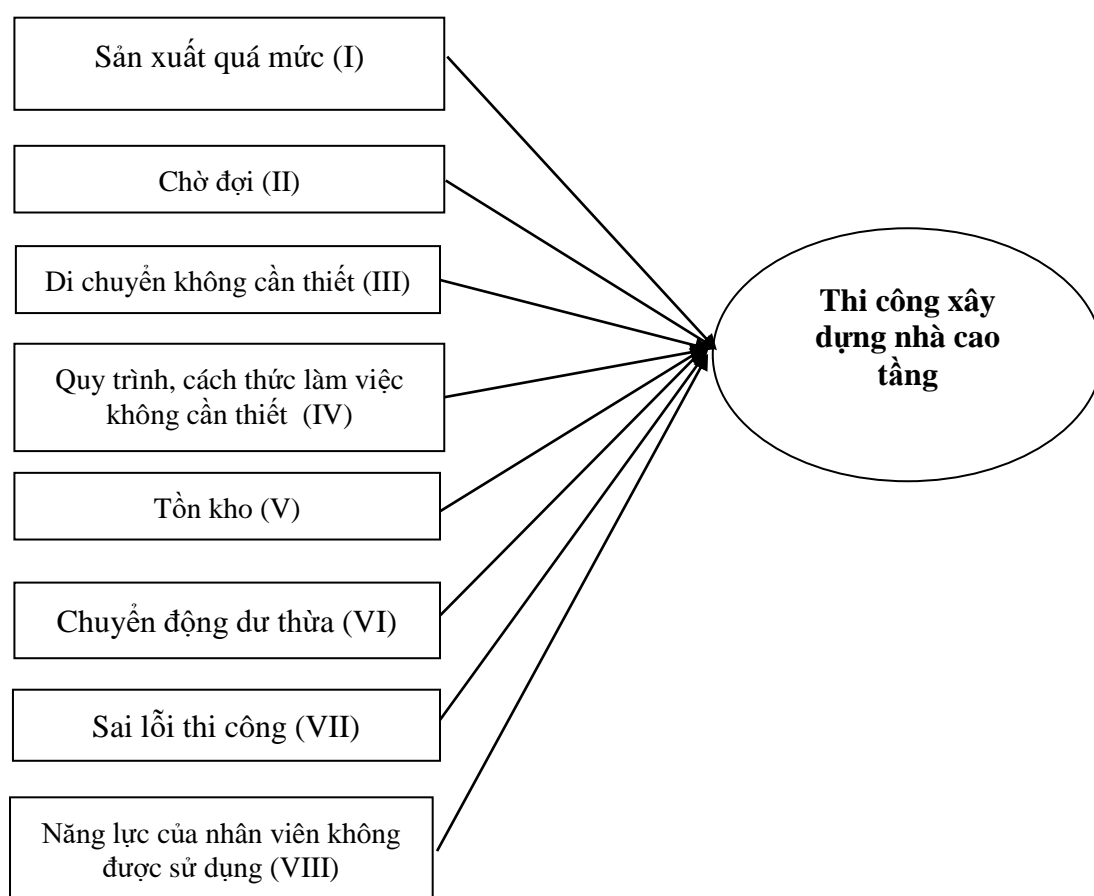 Sản xuất quá mức (I)
Chờ đợi (II)
Di chuyển không cần thiết (III)
Quy trình, cách thức làm việc
không cần thiết (IV)
Tồn kho (V)
Chuyển động dư thừa (VI)
Sai lỗi thi công (VII)
Năng lực của nhân viên không
được sử dụng (VIII)
Thi công xây
dựng nhà cao
tầng